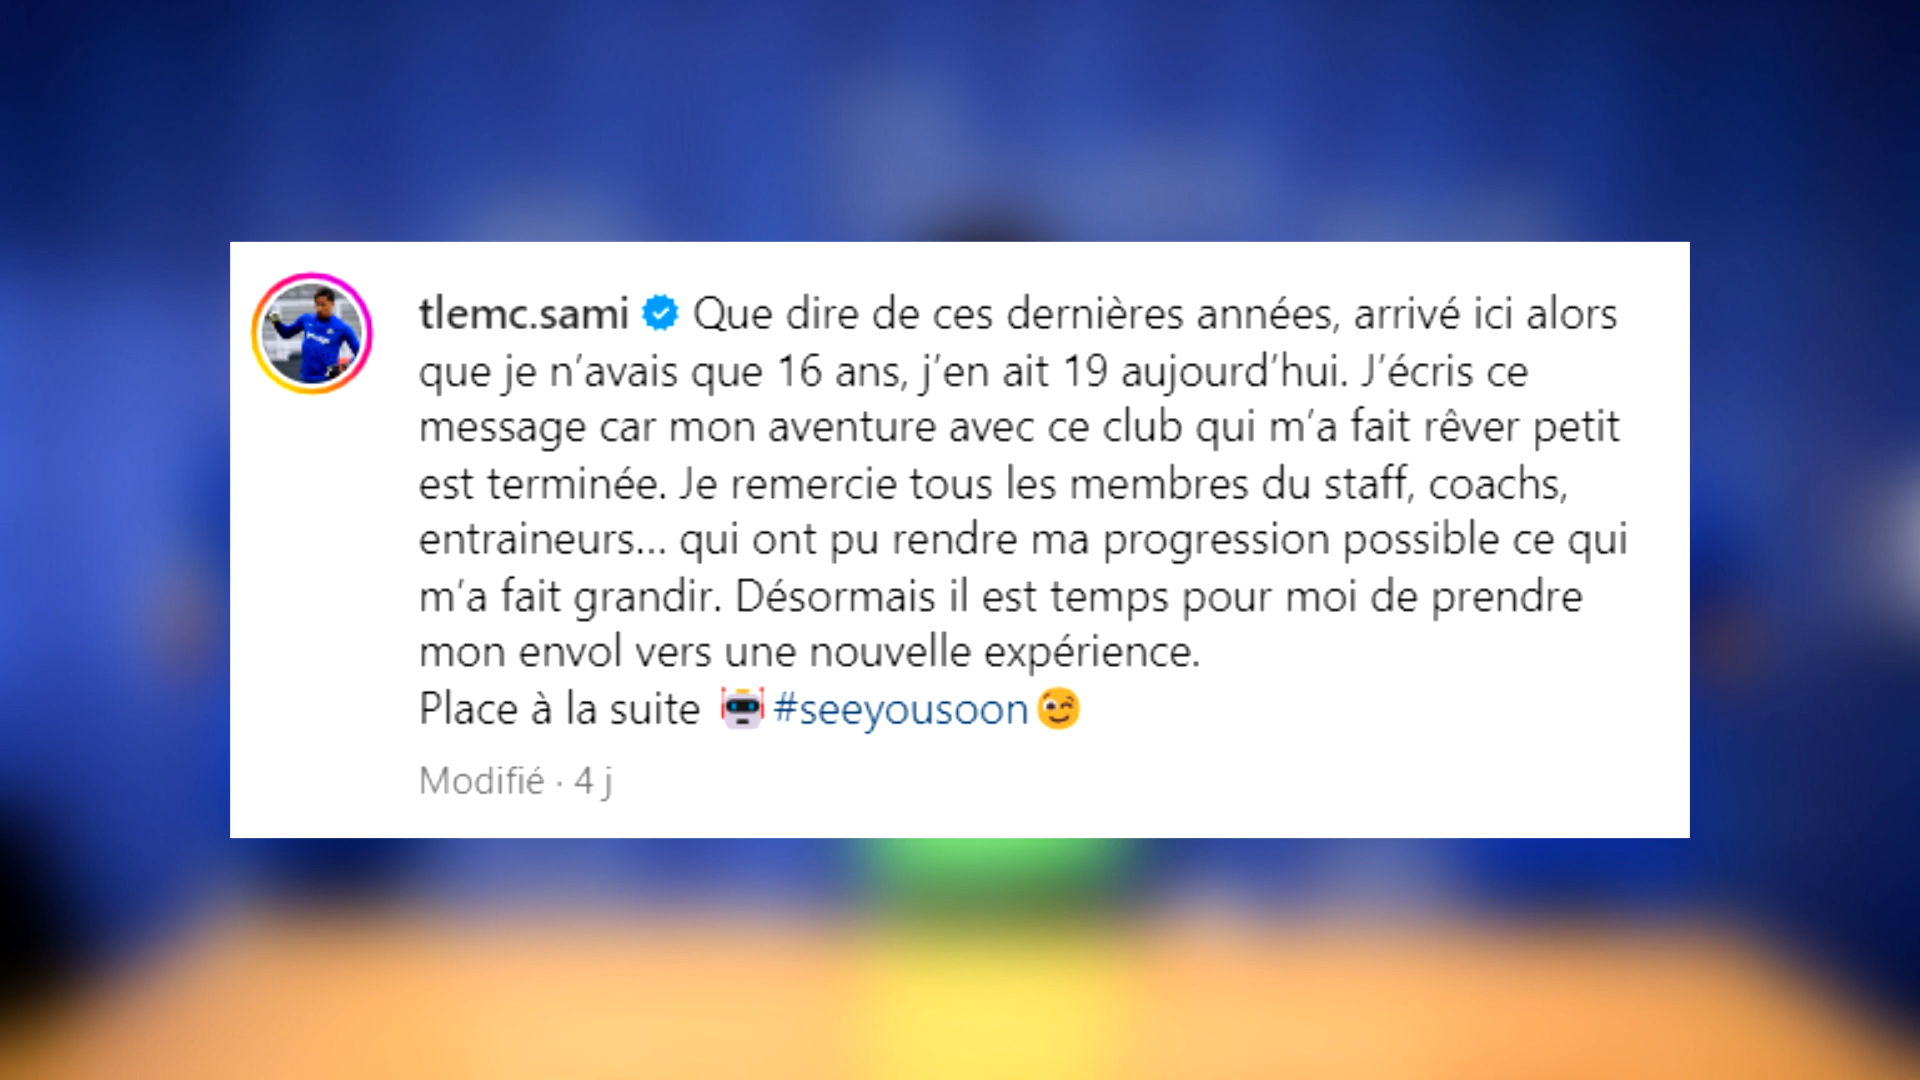 tlemc.sami Que dire de ces dernières années, arrivé ici alors
que je n’avais que 16 ans, j’en ait 19 aujourd’hui. J’écris ce
message car mon aventure avec ce club qui m’a fait rêver petit
est terminée. Je remercie tous les membres du staff, coachs,
entraineurs... qui ont pu rendre ma progression possible ce qui
m’a fait grandir. Désormais il est temps pour moi de prendre
mon envol vers une nouvelle expérience.
Place à la suite 🤖#seeyousoon😉
Modifié · 4 j